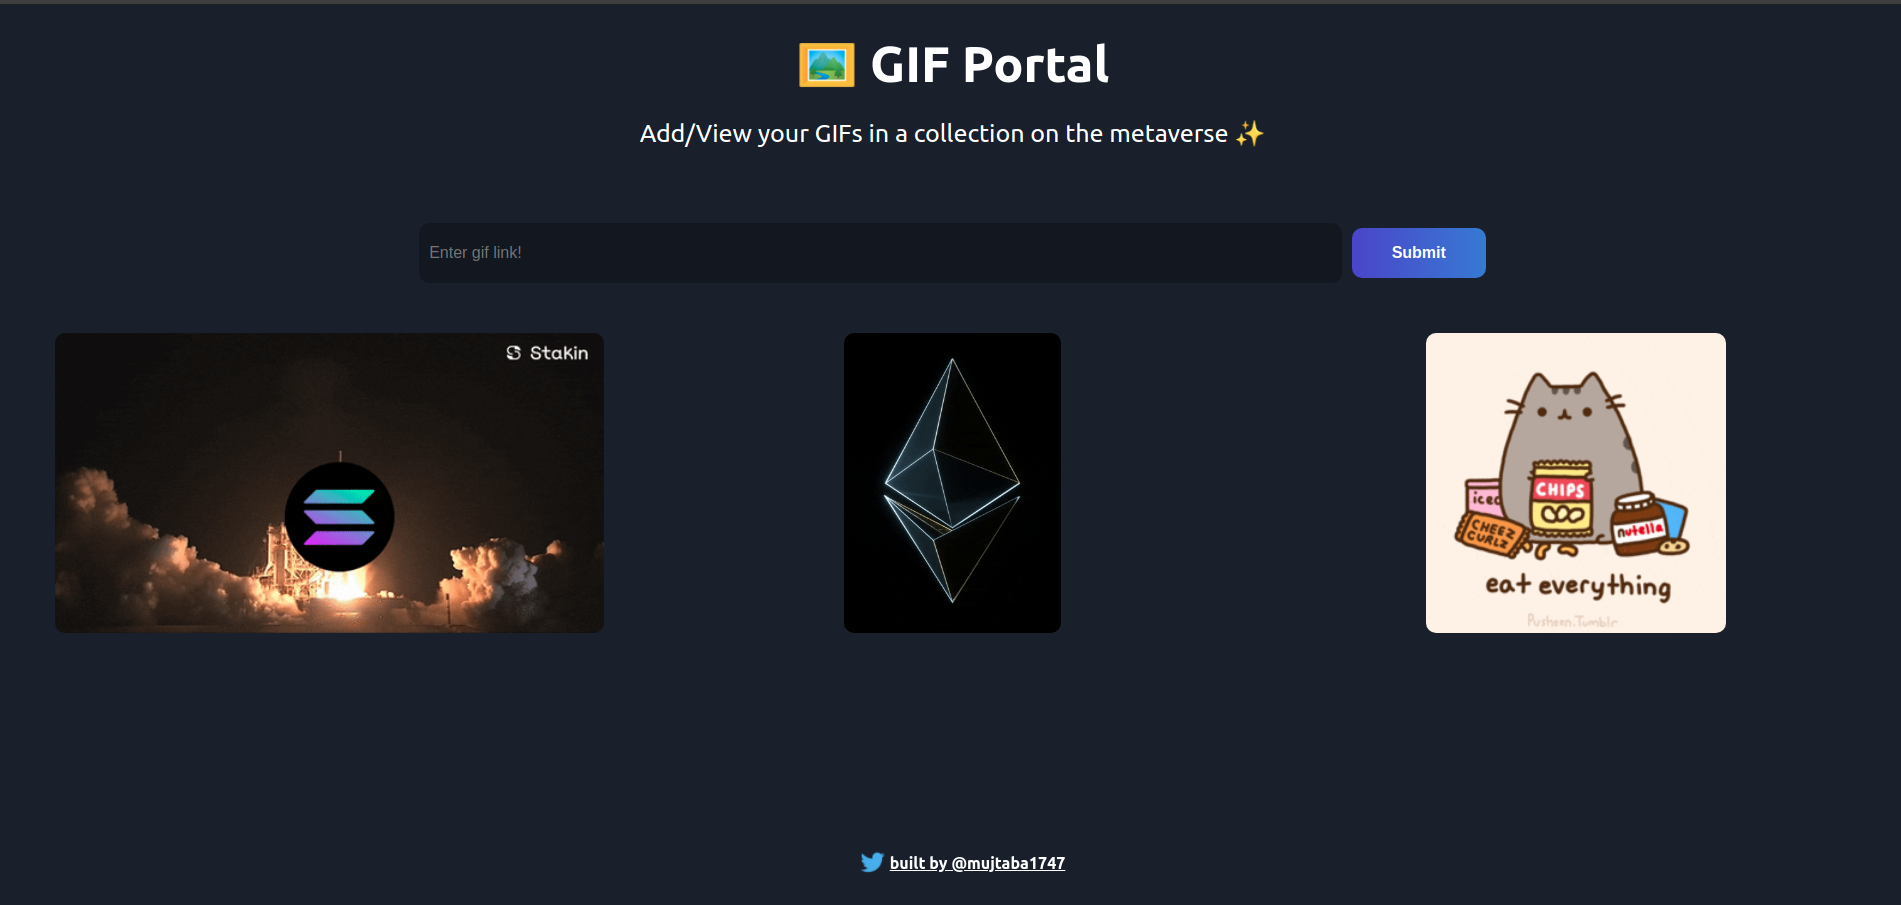 🖼️ GIF Portal
Add/View your GIFs in a collection on the metaverse ✨
Enter gif link!
Submit
Stakin
iced
CHIPS
CHEEZ
CURLZ
nutella
eat everything
Pusheen.Tumblr
built by @mujtaba1747